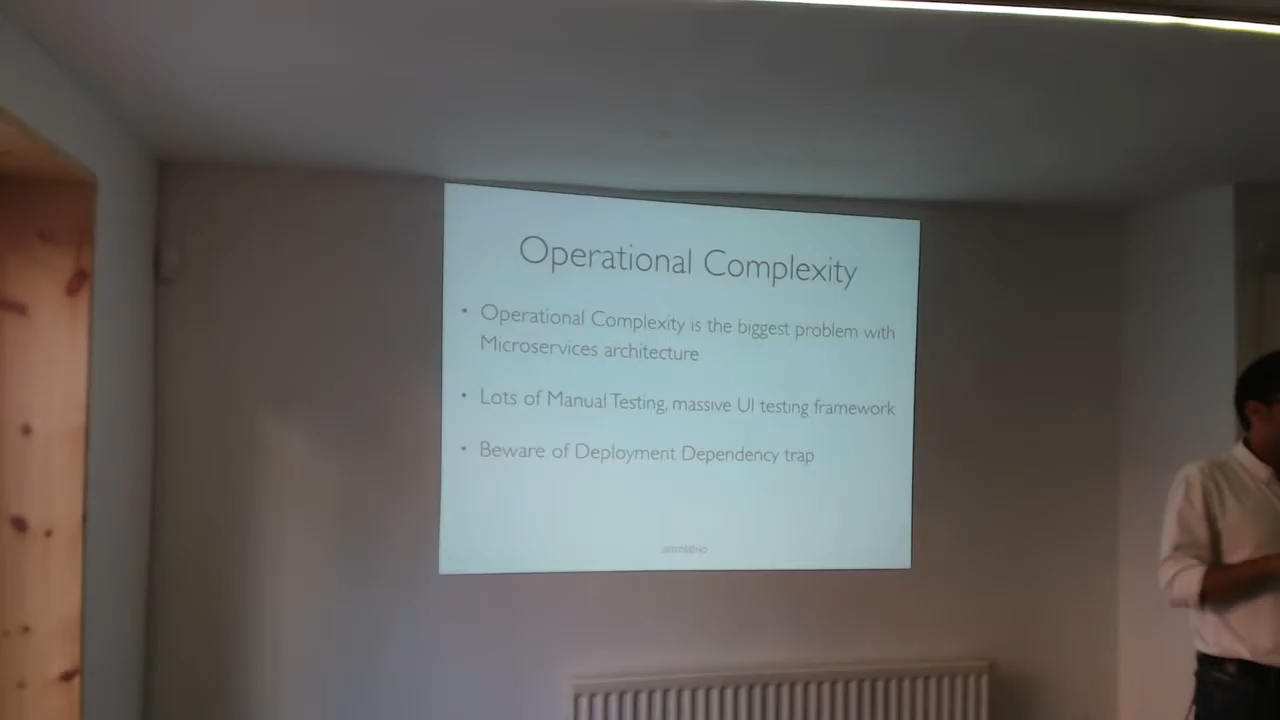 Operational Complexity
• Operational Complexity is the biggest problem with
Microservices architecture
• Lots of Manual Testing, massive UI testing framework
• Beware of Deployment Dependency trap